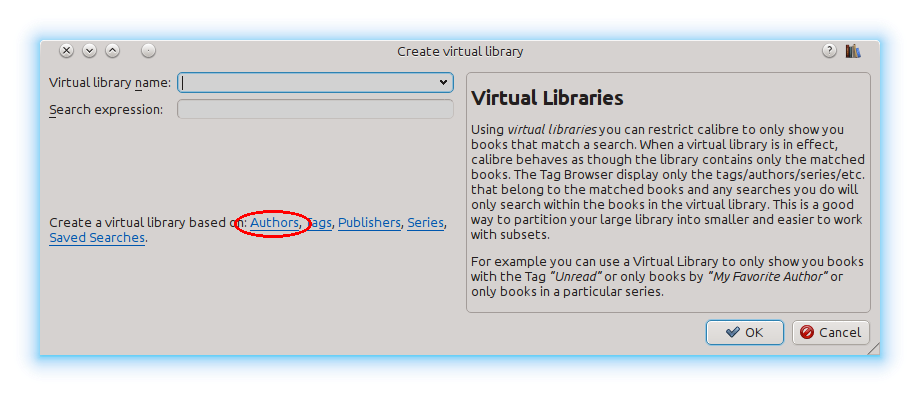 Create virtual library
?
Virtual library name:
Search expression:
Create a virtual library based on: Authors, Tags, Publishers, Series,
Saved Searches.
Virtual Libraries
Using virtual libraries you can restrict calibre to only show you
books that match a search. When a virtual library is in effect,
calibre behaves as though the library contains only the matched
books. The Tag Browser display only the tags/authors/series/etc.
that belong to the matched books and any searches you do will
only search within the books in the virtual library. This is a good
way to partition your large library into smaller and easier to work
with subsets.
For example you can use a Virtual Library to only show you books
with the Tag "Unread" or only books by "My Favorite Author" or
only books in a particular series.
OK
Cancel